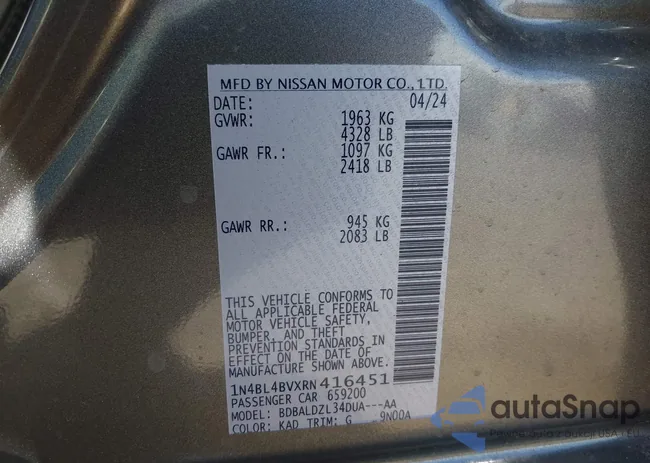 MFD BY NISSAN MOTOR CO., LTD.
DATE: 04/24
GVWR: 1963 KG
4328 LB
GAWR FR.: 1097 KG
2418 LB
GAWR RR.: 945 KG
2083 LB
THIS VEHICLE CONFORMS TO
ALL APPLICABLE FEDERAL
MOTOR VEHICLE SAFETY,
BUMPER, AND THEFT
PREVENTION STANDARDS IN
EFFECT ON THE DATE OF
MANUFACTURE SHOWN ABOVE.
1N4BL4BVXRN416451
PASSENGER CAR 659200
MODEL: BDBALDZL34DUA---AA
COLOR: KAD TRIM: G 9N00A
autoSnap